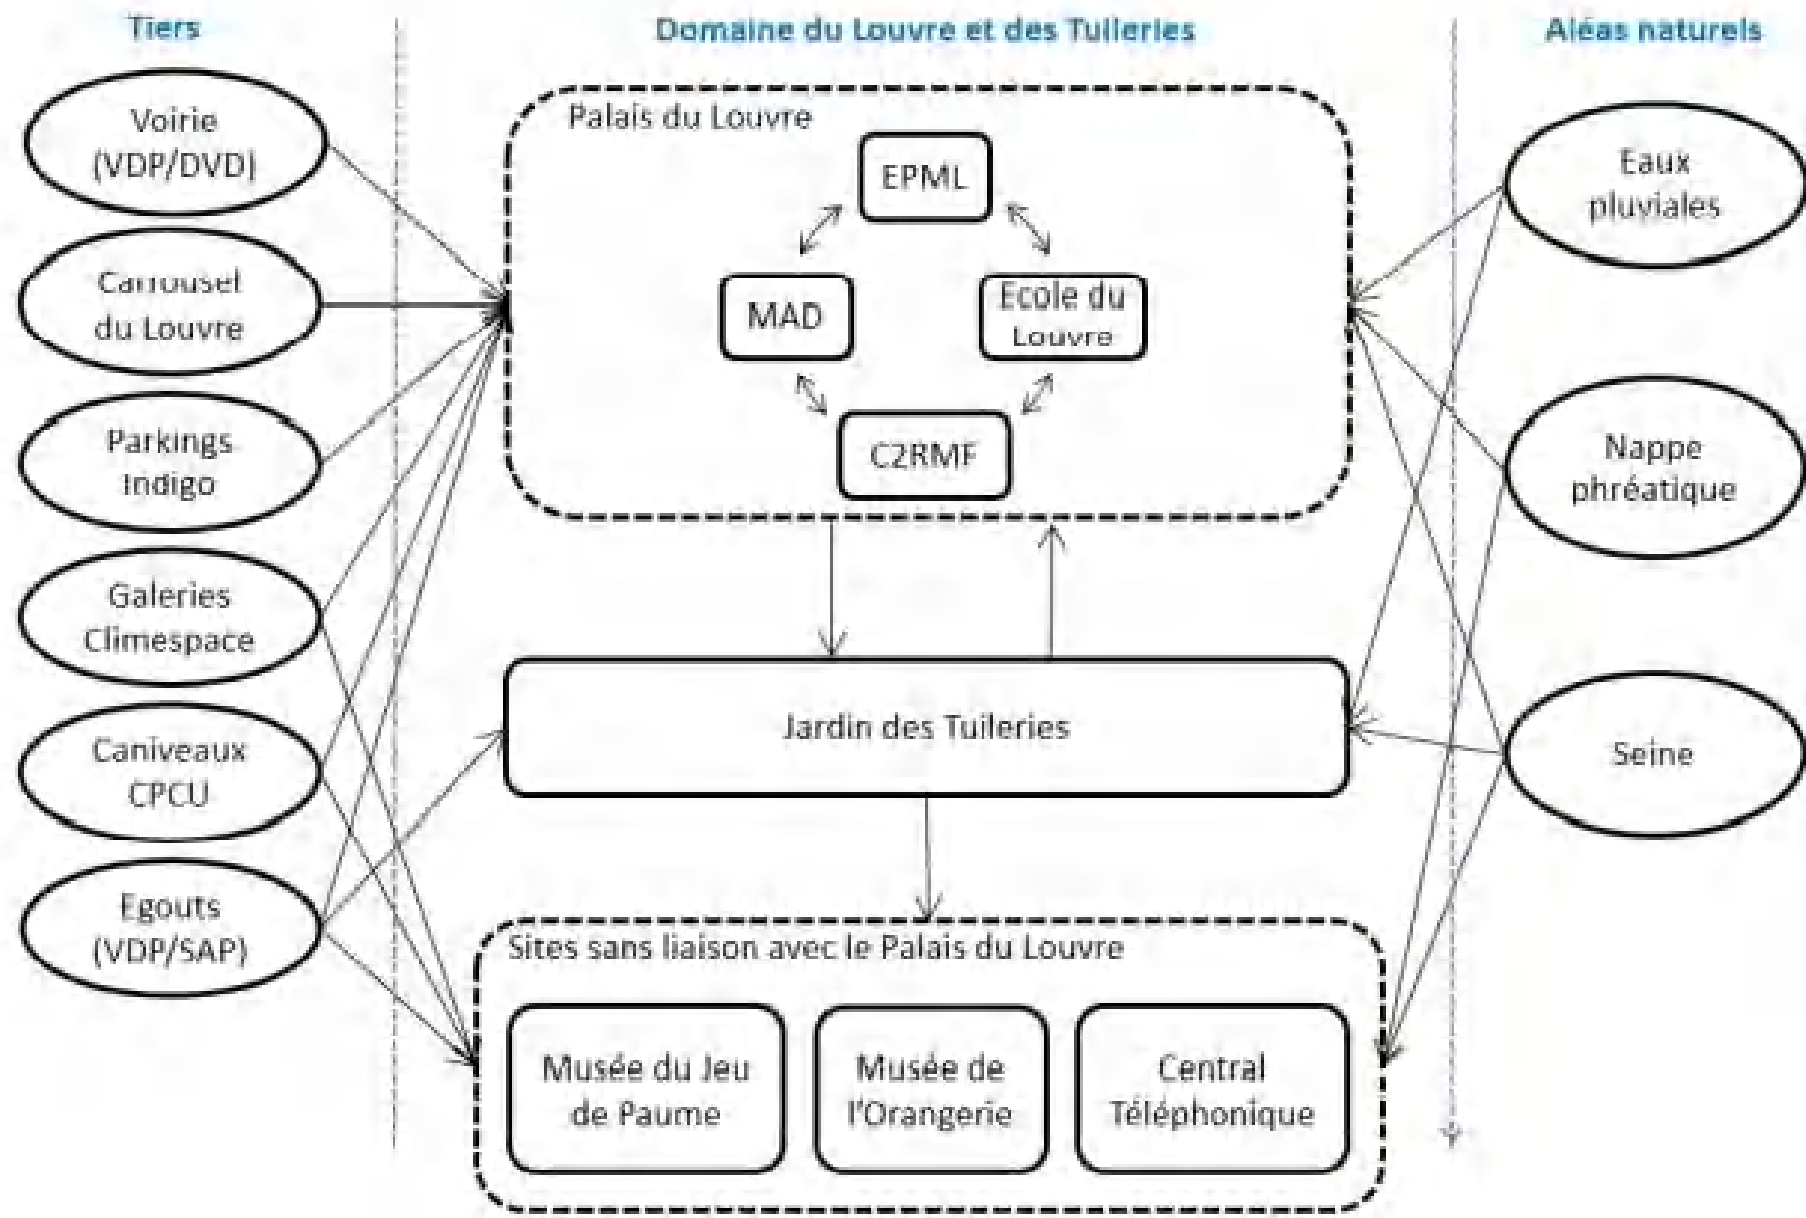 Tiers
Domaine du Louvre et des Tuileries
Aléas naturels
Voirie
(VDP/DVD)
Carrousel
du Louvre
Parkings
Indigo
Galeries
Climespace
Caniveaux
CPCU
Egouts
(VDP/SAP)
Palais du Louvre
EPML
MAD
Ecole du
Louvre
C2RMF
Jardin des Tuileries
Sites sans liaison avec le Palais du Louvre
Musée du Jeu
de Paume
Musée de
l'Orangerie
Central
Téléphonique
Eaux
pluviales
Nappe
phréatique
Seine